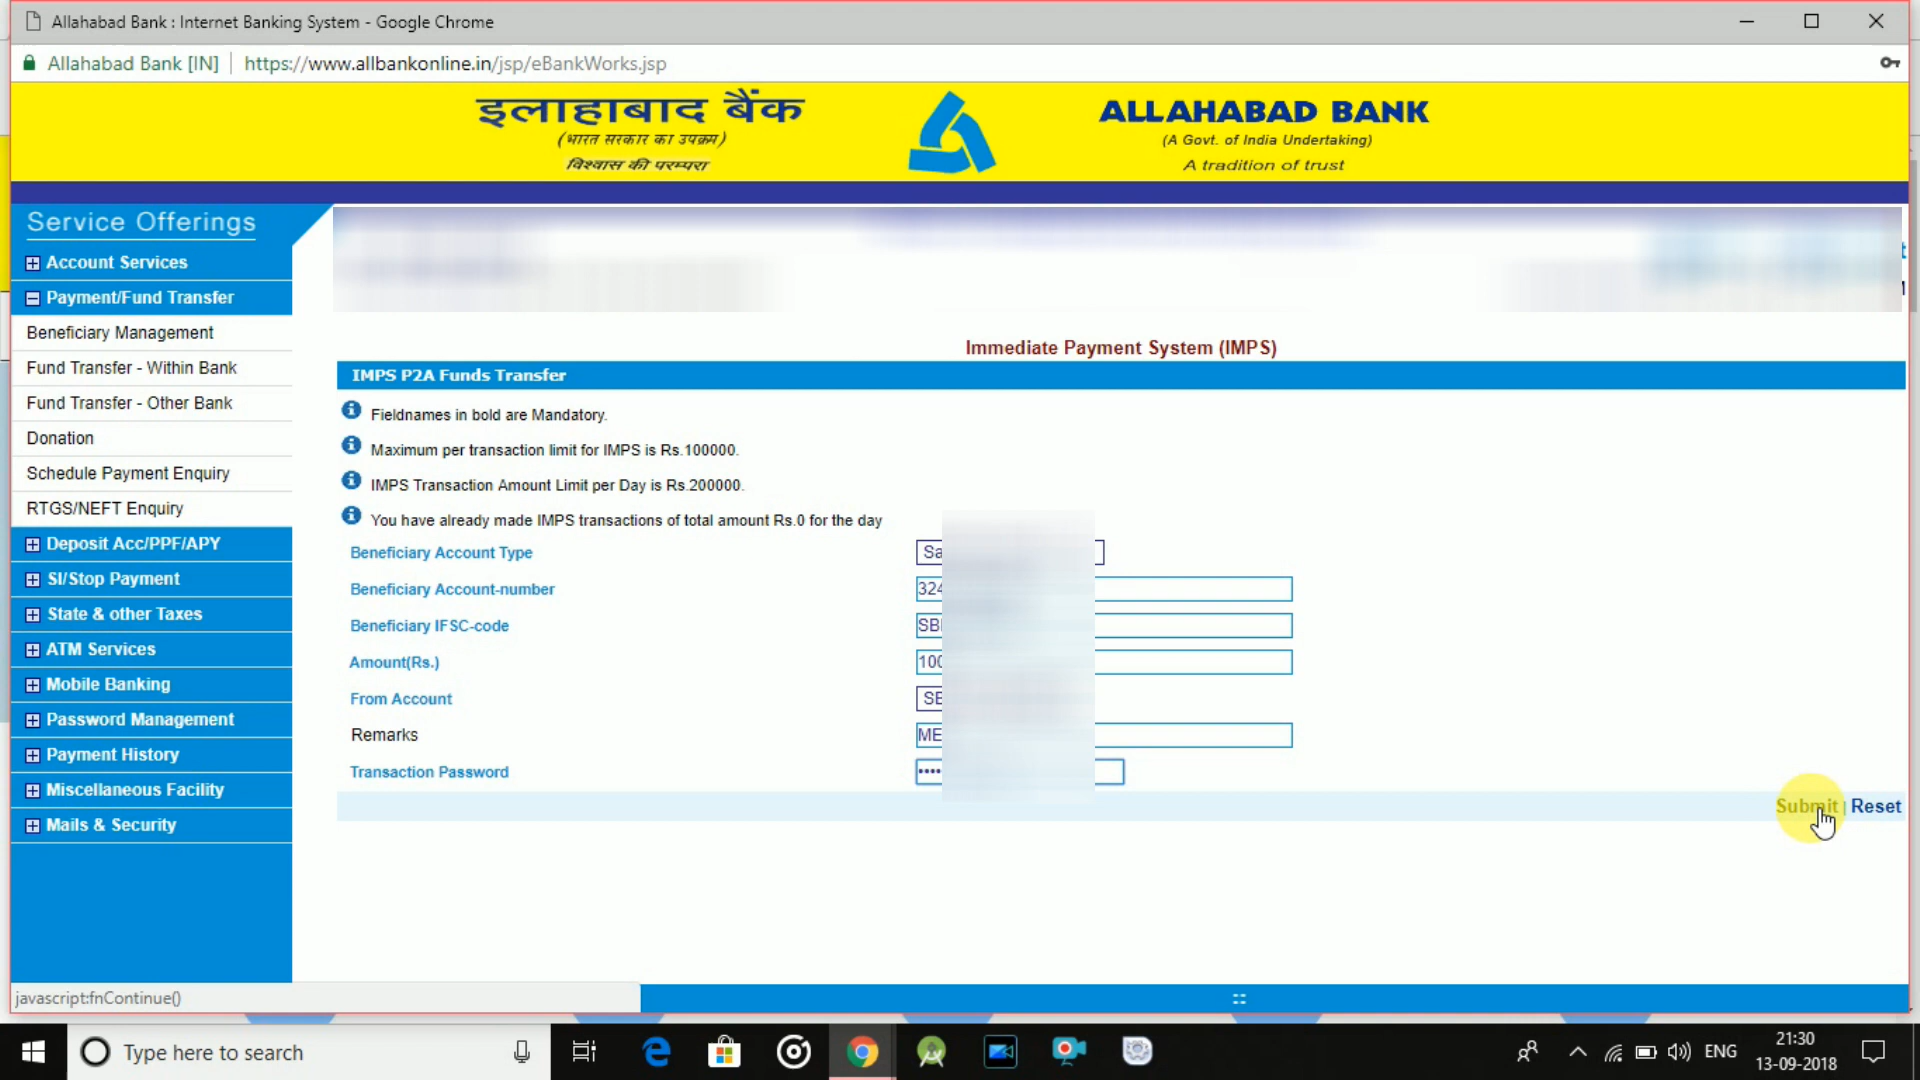 Allahabad Bank : Internet Banking System - Google Chrome
Allahabad Bank [IN] https://www.allbankonline.in/jsp/eBankWorks.jsp
इलाहाबाद बैंक
(भारत सरकार का उपक्रम)
विश्वास की परम्परा
ALLAHABAD BANK
(A Govt. of India Undertaking)
A tradition of trust
Service Offerings
Account Services
Payment/Fund Transfer
Beneficiary Management
Fund Transfer - Within Bank
Fund Transfer - Other Bank
Donation
Schedule Payment Enquiry
RTGS/NEFT Enquiry
Deposit Acc/PPF/APY
SI/Stop Payment
State & other Taxes
ATM Services
Mobile Banking
Password Management
Payment History
Miscellaneous Facility
Mails & Security
Immediate Payment System (IMPS)
IMPS P2A Funds Transfer
Fieldnames in bold are Mandatory.
Maximum per transaction limit for IMPS is Rs.100000.
IMPS Transaction Amount Limit per Day is Rs.200000.
You have already made IMPS transactions of total amount Rs.0 for the day
Beneficiary Account Type
Beneficiary Account-number
Beneficiary IFSC-code
Amount(Rs.)
From Account
Remarks
Transaction Password
Submit | Reset
javascript:fnContinue()
Type here to search
ENG
21:30
13-09-2018